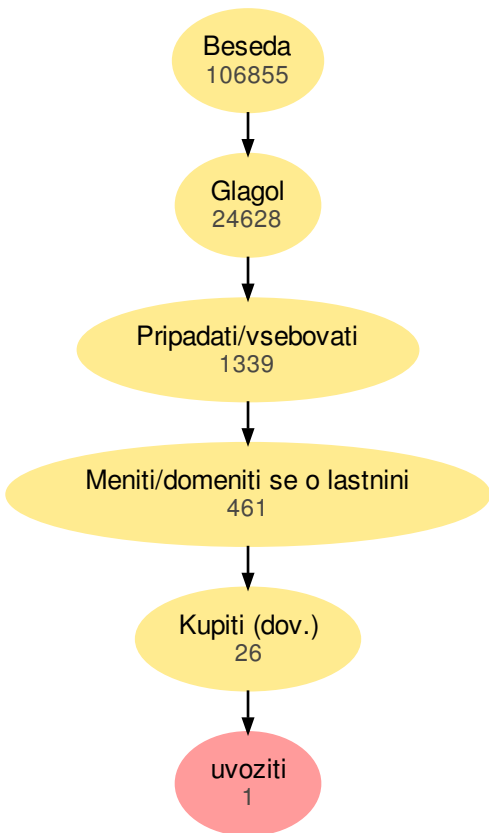 Beseda
106855
Glagol
24628
Pripadati/vsebovati
1339
Meniti/domeniti se o lastnini
461
Kupiti (dov.)
26
uvoziti
1